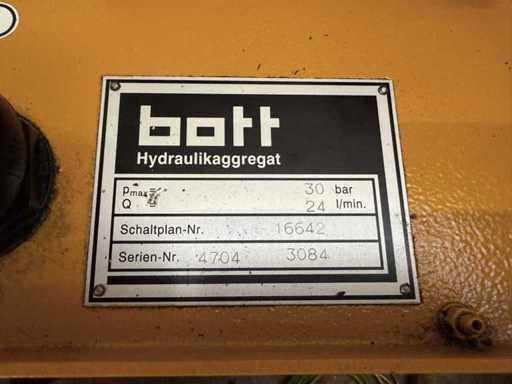 bott
Hydraulikaggregat
pmax= 30 bar
Q 24 l/min.
Schaltplan-Nr. 16642
Serien-Nr. 4704 3084